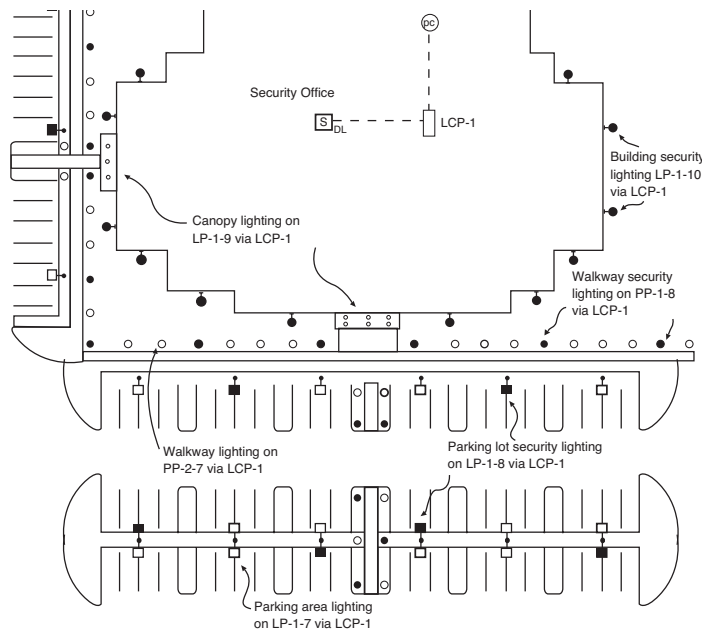 pc
Security Office
S
DL
LCP-1
Building security
lighting LP-1-10
via LCP-1
Canopy lighting on
LP-1-9 via LCP-1
Walkway security
lighting on PP-1-8
via LCP-1
Walkway lighting on
PP-2-7 via LCP-1
Parking lot security lighting
on LP-1-8 via LCP-1
Parking area lighting
on LP-1-7 via LCP-1